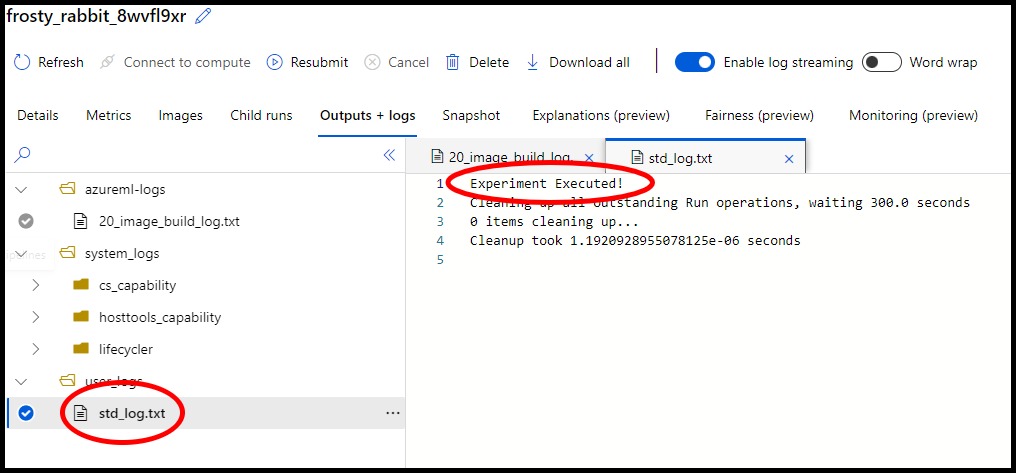 frosty_rabbit_8wvfl9xr
Refresh Connect to compute Resubmit Cancel Delete Download all Enable log streaming Word wrap
Details Metrics Images Child runs Outputs + logs Snapshot Explanations (preview) Fairness (preview) Monitoring (preview)
azureml-logs
20_image_build_log.txt
system_logs
cs_capability
hosttools_capability
lifecycler
user_logs
std_log.txt
20_image_build_log.
std_log.txt
1 Experiment Executed!
2 Cleaning up all outstanding Run operations, waiting 300.0 seconds
3 0 items cleaning up...
4 Cleanup took 1.1920928955078125e-06 seconds
5